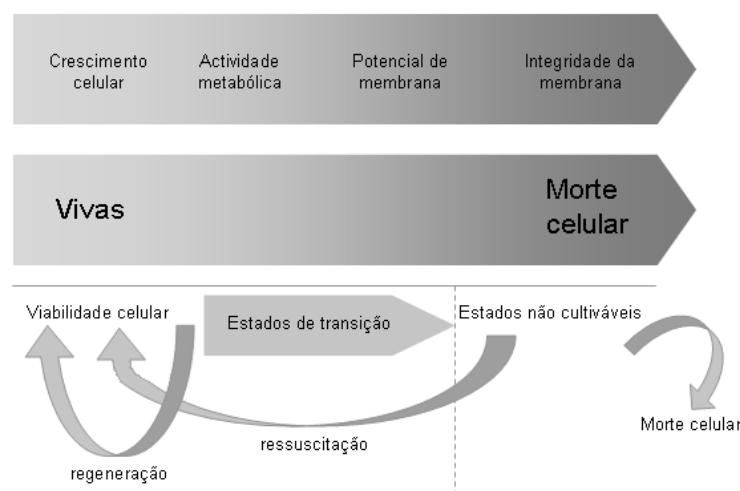 Crescimento
celular
Actividade
metabólica
Potencial de
membrana
Integridade da
membrana
Vivas
Morte
celular
Viabilidade celular
Estados de transição
Estados não cultiváveis
ressuscitação
regeneração
Morte celular